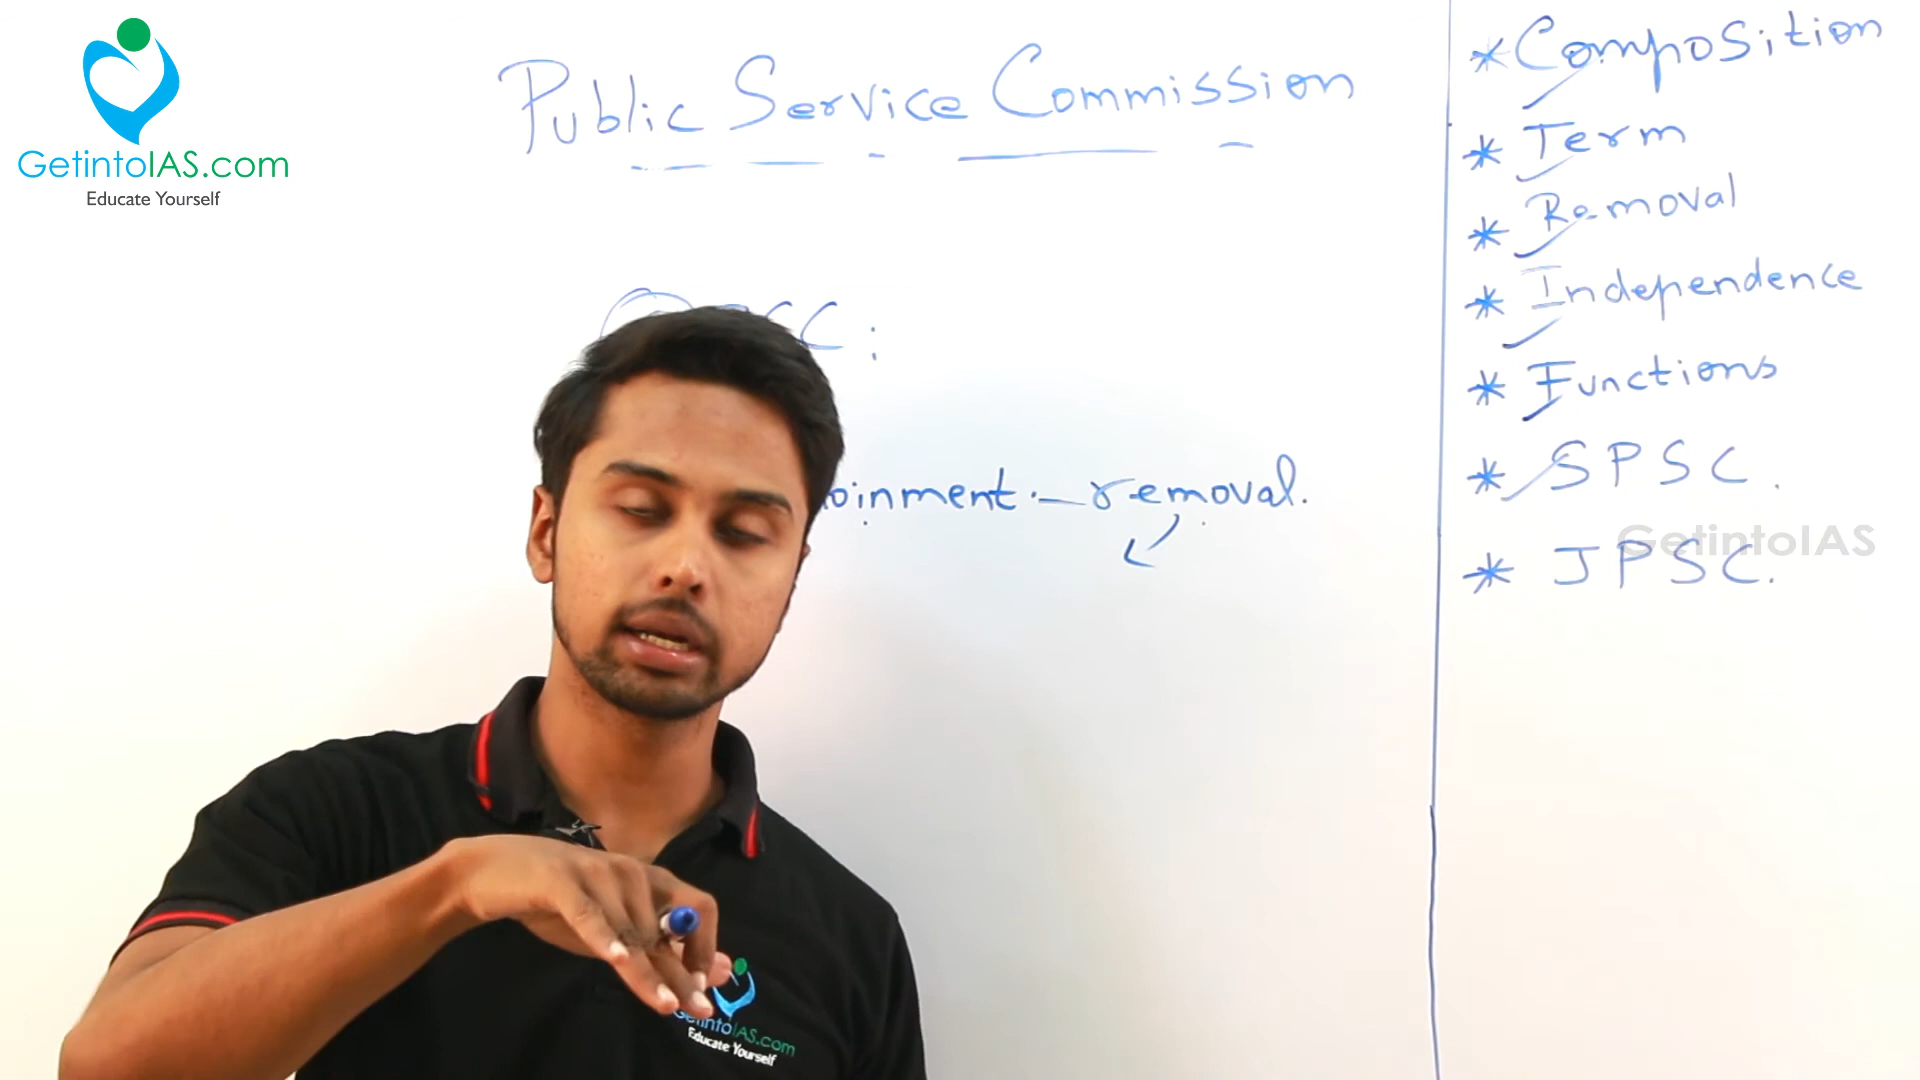 GetintoIAS.com
Educate Yourself
Public Service Commission
C :
oinment. — removal.
* Composition
* Term
* Removal
* Independence
* Functions
* SPSC.
GetintoIAS
* JPSC.
GetintoIAS.com
Educate Yourself